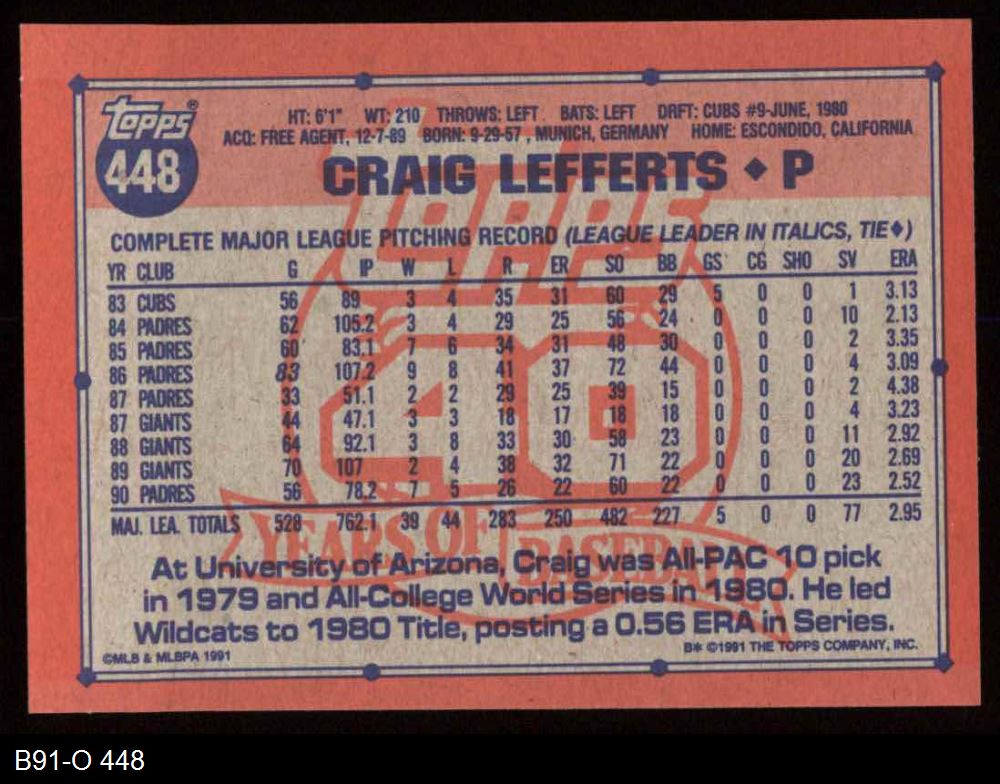 topps®
448
HT: 6'1" WT: 210 THROWS: LEFT BATS: LEFT DRFT: CUBS #9-JUNE, 1980
ACQ: FREE AGENT, 12-7-89 BORN: 9-29-57, MUNICH, GERMANY HOME: ESCONDIDO, CALIFORNIA
CRAIG LEFFERTS ♦ P
COMPLETE MAJOR LEAGUE PITCHING RECORD (LEAGUE LEADER IN ITALICS, TIE♦)
YR CLUB G IP W L R ER SO BB GS CG SHO SV ERA
83 CUBS 56 89 3 4 35 31 60 29 5 0 0 1 3.13
84 PADRES 62 105.2 3 4 29 25 56 24 0 0 0 10 2.13
85 PADRES 60 83.1 7 6 34 31 48 30 0 0 0 2 3.35
86 PADRES 83 107.2 9 8 41 37 72 44 0 0 0 4 3.09
87 PADRES 33 51.1 2 2 29 25 39 15 0 0 0 2 4.38
87 GIANTS 44 47.1 3 3 18 17 18 18 0 0 0 4 3.23
88 GIANTS 64 92.1 3 8 33 30 58 23 0 0 0 11 2.92
89 GIANTS 70 107 2 4 38 32 71 22 0 0 0 20 2.69
90 PADRES 56 78.2 7 5 26 22 60 22 0 0 0 23 2.52
MAJ. LEA. TOTALS 528 762.1 39 44 283 250 482 227 5 0 0 77 2.95
Topps
40
YEARS OF BASEBALL
At University of Arizona, Craig was All-PAC 10 pick
in 1979 and All-College World Series in 1980. He led
Wildcats to 1980 Title, posting a 0.56 ERA in Series.
©MLB & MLBPA 1991
B* ©1991 THE TOPPS COMPANY, INC.
B91-O 448